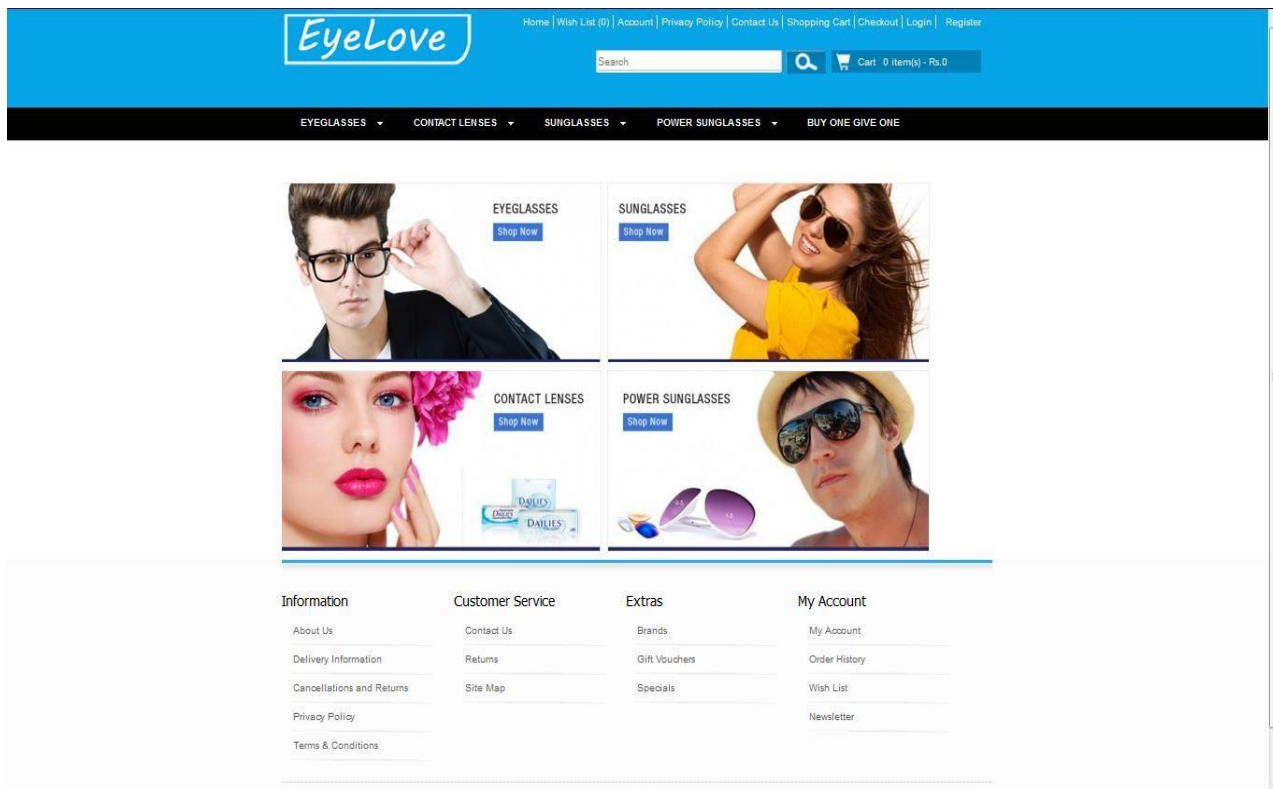 EyeLove
Home | Wish List (0) | Account | Privacy Policy | Contact Us | Shopping Cart | Checkout | Login | Register
Search
Cart 0 item(s) - Rs.0
EYEGLASSES CONTACT LENSES SUNGLASSES POWER SUNGLASSES BUY ONE GIVE ONE
EYEGLASSES
Shop Now
SUNGLASSES
Shop Now
CONTACT LENSES
Shop Now
DAILIES
DAILIES
DAILIES
POWER SUNGLASSES
Shop Now
Information
About Us
Delivery Information
Cancellations and Returns
Privacy Policy
Terms & Conditions
Customer Service
Contact Us
Returns
Site Map
Extras
Brands
Gift Vouchers
Specials
My Account
My Account
Order History
Wish List
Newsletter